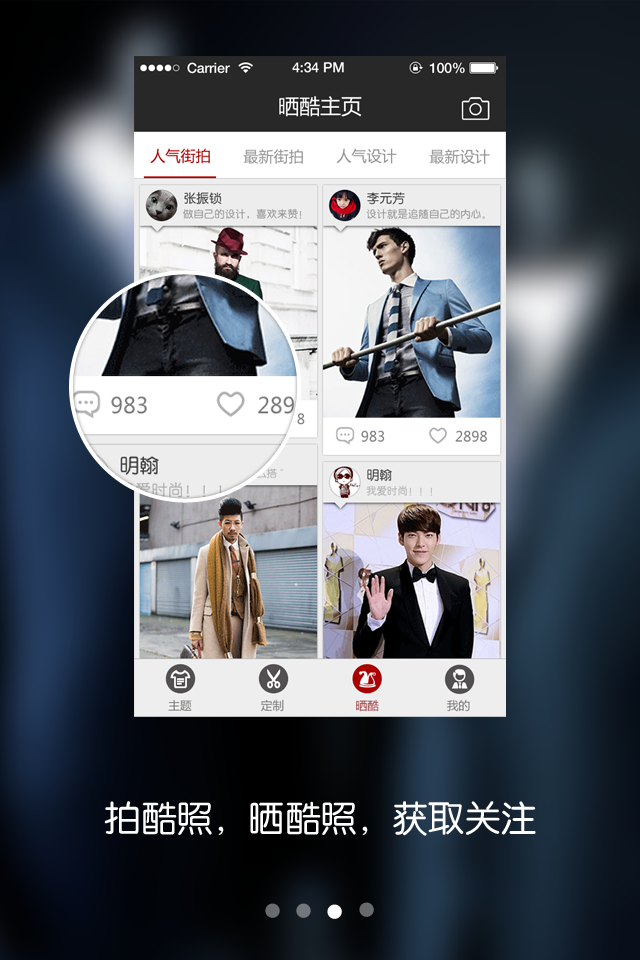 Carrier 4:34 PM 100%
晒酷主页
人气街拍 最新街拍 人气设计 最新设计
张振锁
做自己的设计，喜欢来赞！
李元芳
设计就是追随自己的内心。
983 289
8
983 2898
明翰
爱时尚！！！
么搭~
明翰
我爱时尚！！！
主题 定制 晒酷 我的
拍酷照，晒酷照，获取关注